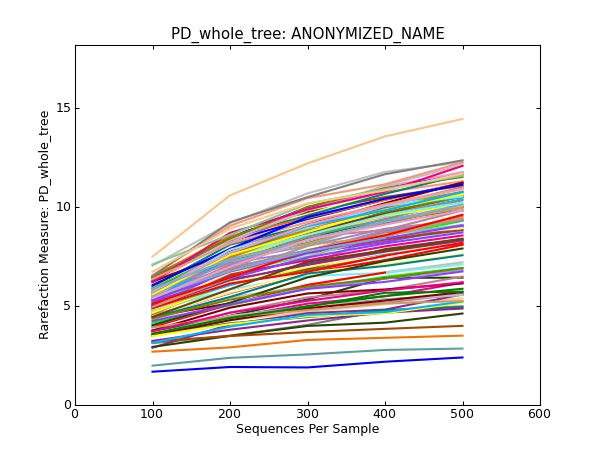 PD_whole_tree: ANONYMIZED_NAME
Rarefaction Measure: PD_whole_tree
15
10
5
0
0 100 200 300 400 500 600
Sequences Per Sample